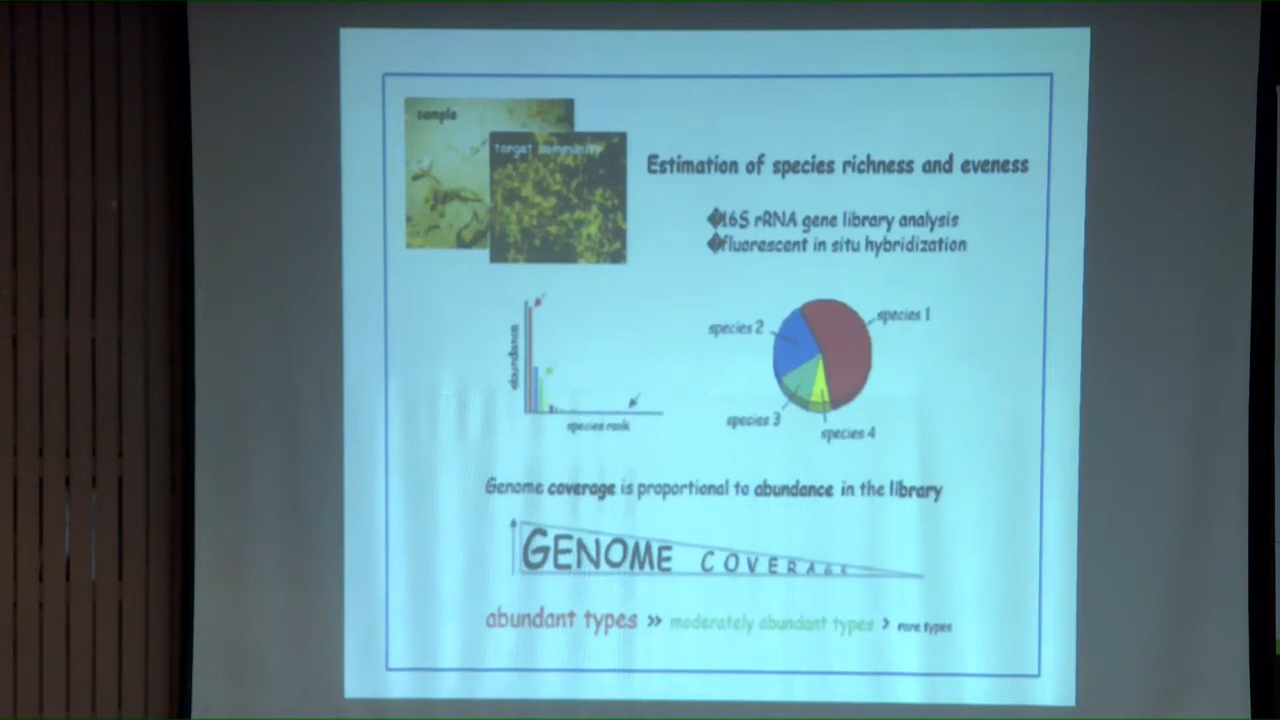 sample
target community
Estimation of species richness and eveness
�16S rRNA gene library analysis
�fluorescent in situ hybridization
abundance
species rank
species 1
species 2
species 3
species 4
Genome coverage is proportional to abundance in the library
GENOME COVERAGE
abundant types >> moderately abundant types > rare types